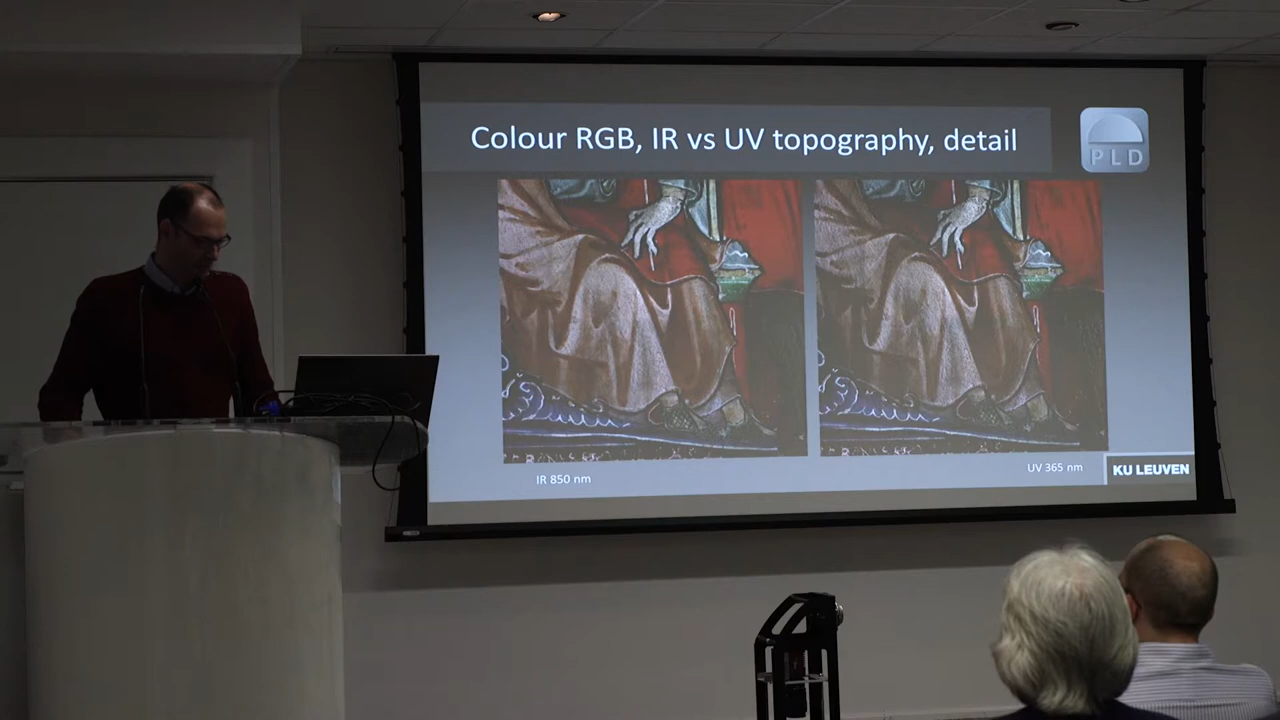 Colour RGB, IR vs UV topography, detail
PLD
IR 850 nm
UV 365 nm
KU LEUVEN